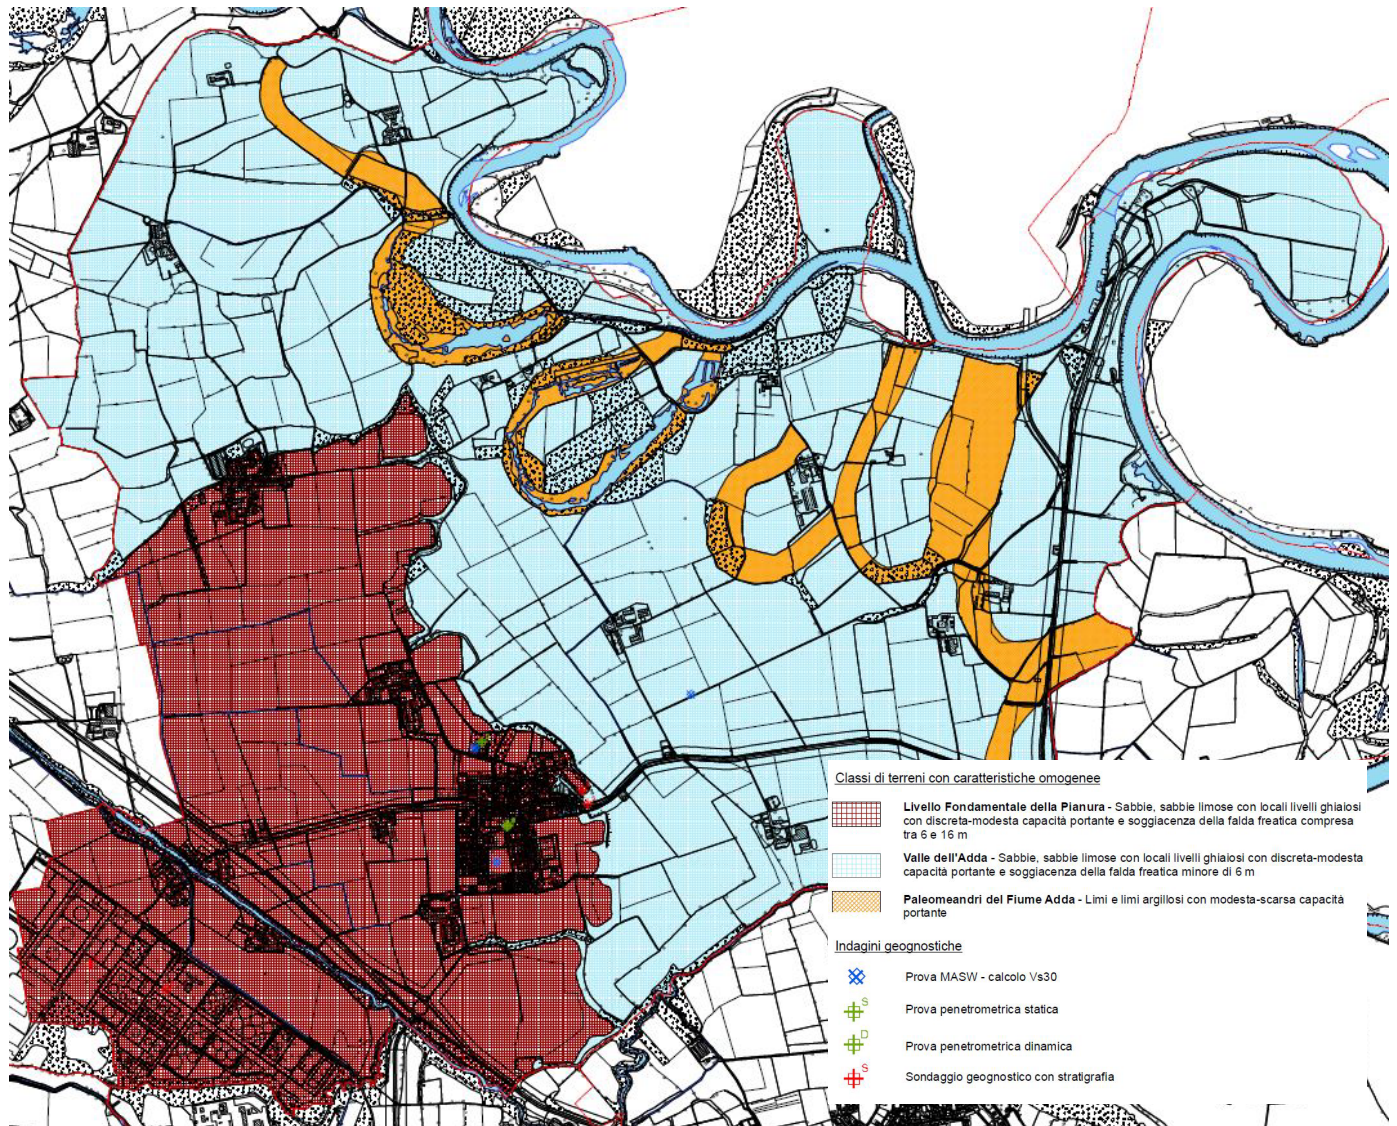 Classi di terreni con caratteristiche omogenee
Livello Fondamentale della Pianura - Sabbie, sabbie limose con locali livelli ghiaiosi
con discreta-modesta capacità portante e soggiacenza della falda freatica compresa
tra 6 e 16 m
Valle dell'Adda - Sabbie, sabbie limose con locali livelli ghiaiosi con discreta-modesta
capacità portante e soggiacenza della falda freatica minore di 6 m
Paleomeandri del Fiume Adda - Limi e limi argillosi con modesta-scarsa capacità
portante
Indagini geognostiche
Prova MASW - calcolo Vs30
S
Prova penetrometrica statica
D
Prova penetrometrica dinamica
S
Sondaggio geognostico con stratigrafia